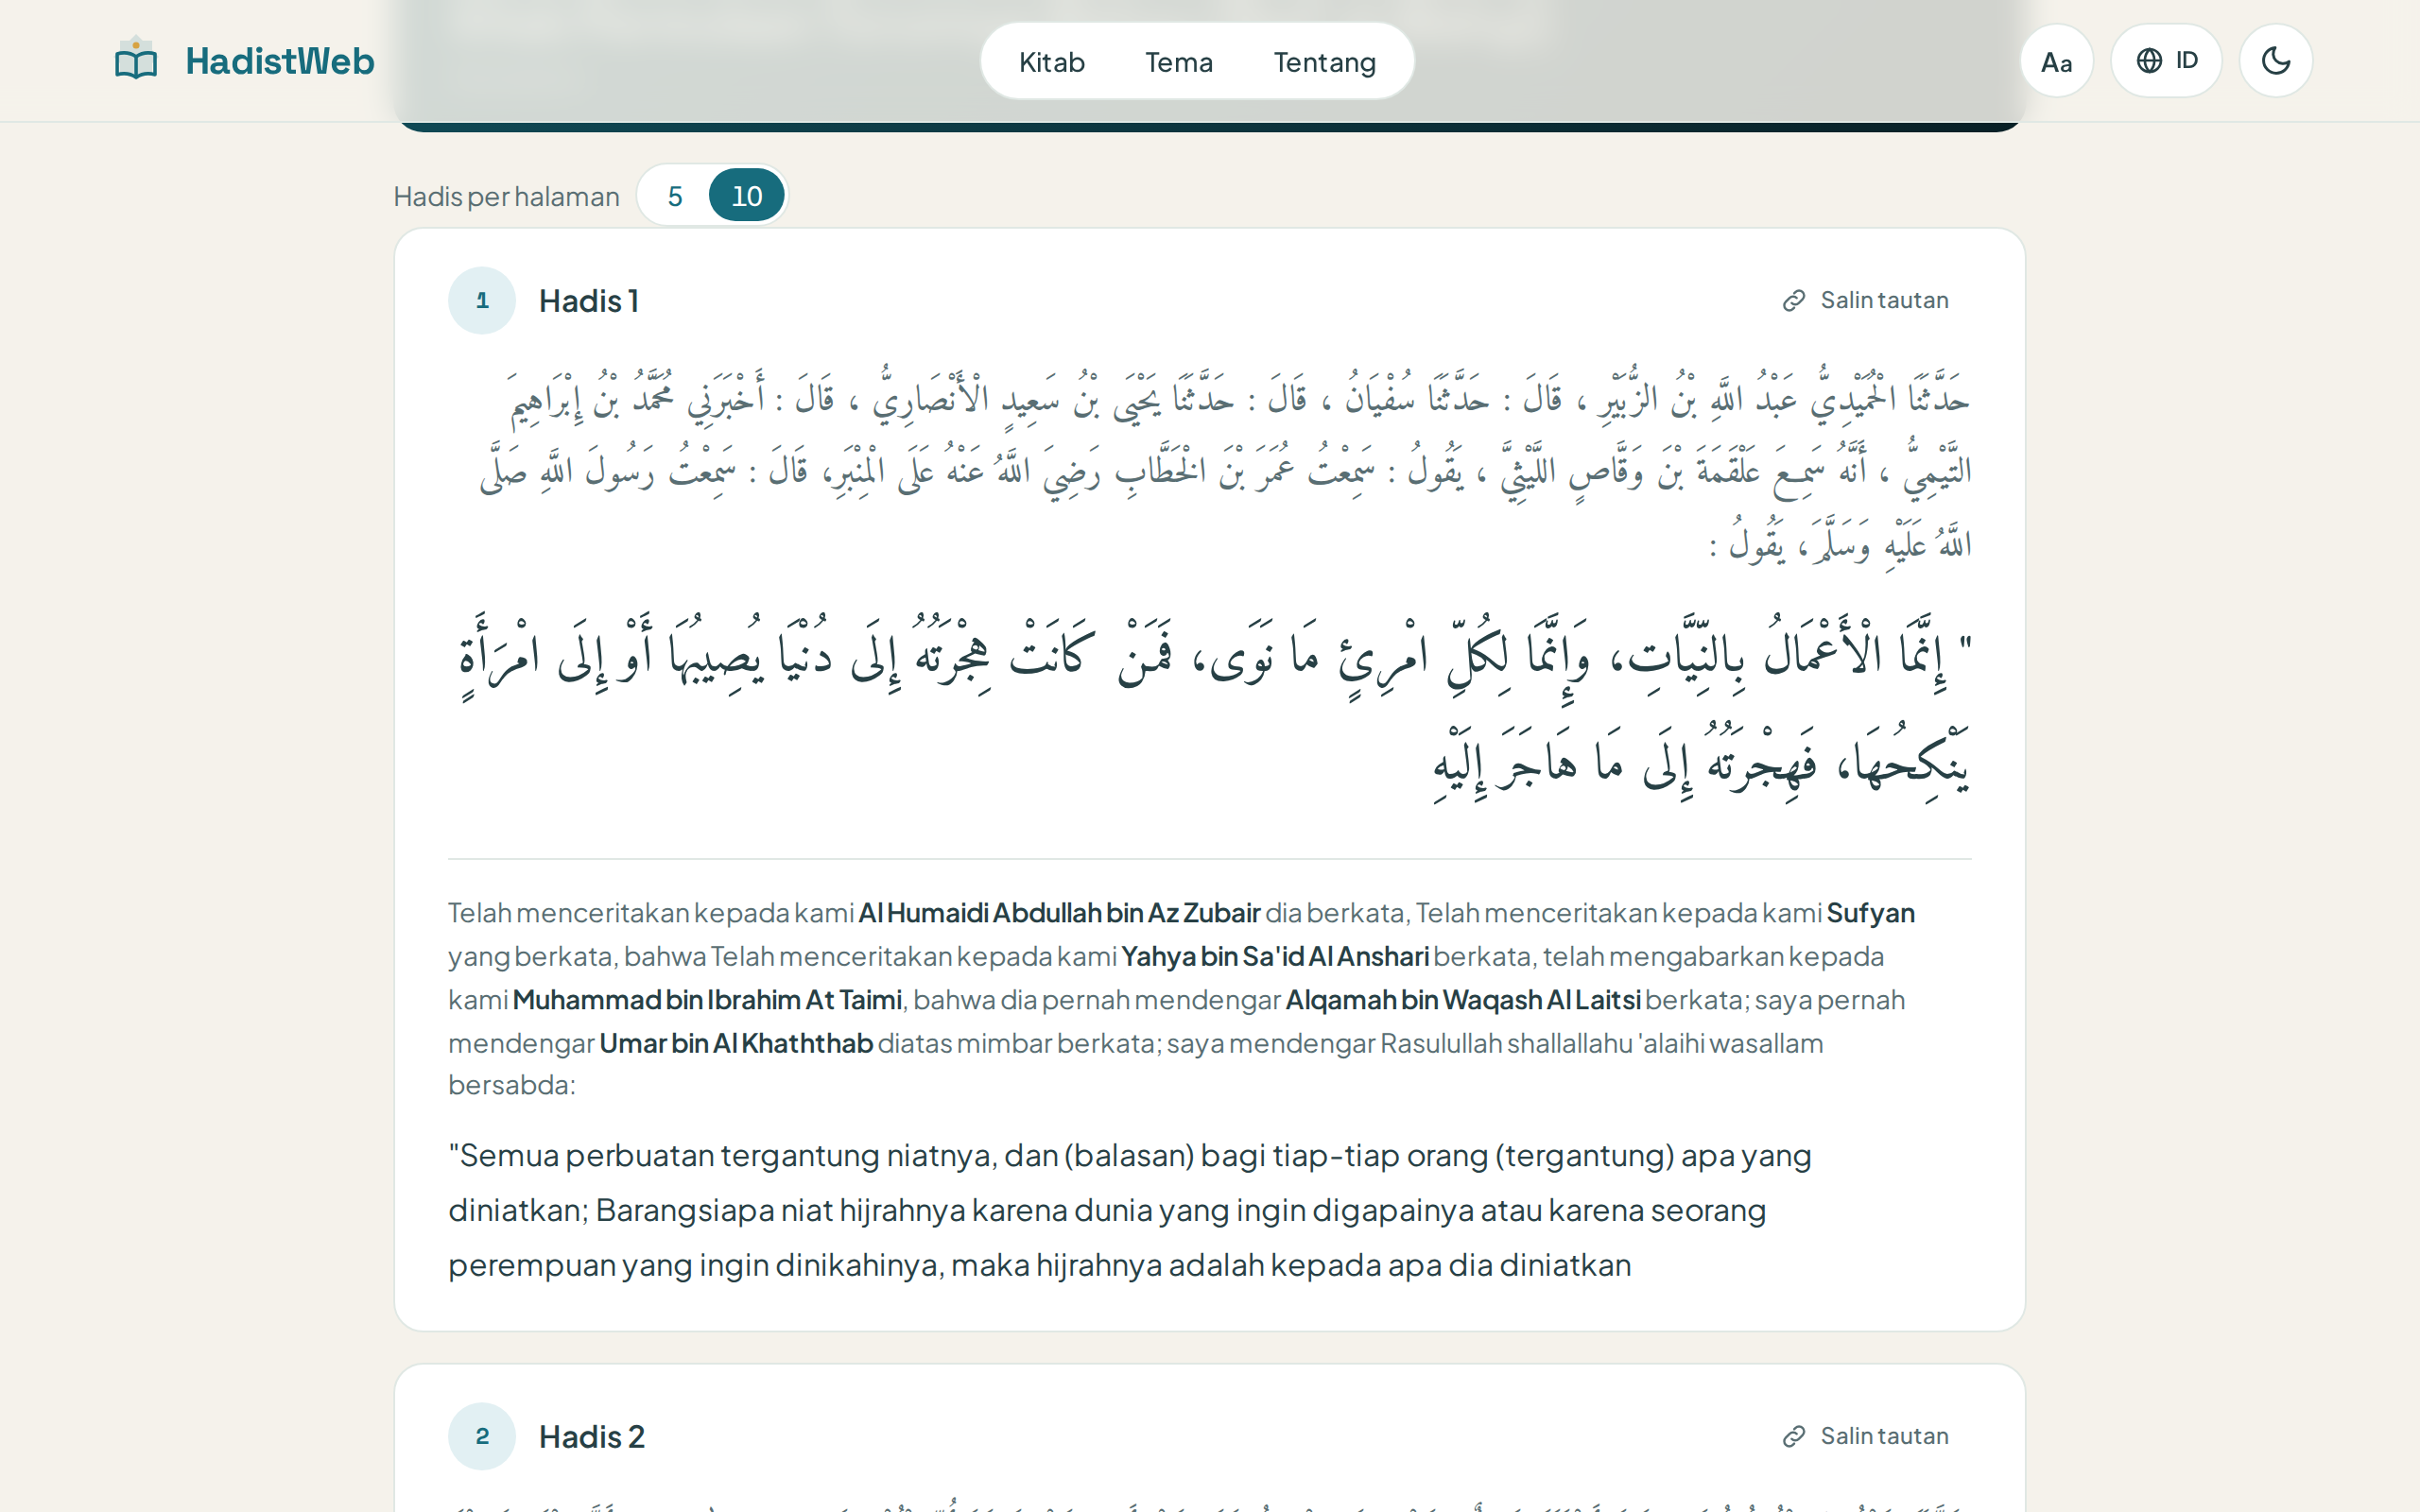 HadistWeb
Kitab Tema Tentang
Aa ID
Hadis per halaman 5 10
1 Hadis 1 Salin tautan
حَدَّثَنَا الْحُمَيْدِيُّ عَبْدُ اللَّهِ بْنُ الزُّبَيْرِ ، قَالَ : حَدَّثَنَا سُفْيَانُ ، قَالَ : حَدَّثَنَا يَحْيَى بْنُ سَعِيدٍ الْأَنْصَارِيُّ ، قَالَ : أَخْبَرَنِي مُحَمَّدُ بْنُ إِبْرَاهِيمَ
التَّيْمِيُّ ، أَنَّهُ سَمِعَ عَلْقَمَةَ بْنَ وَقَّاصٍ اللَّيْثِيَّ ، يَقُولُ : سَمِعْتُ عُمَرَ بْنَ الْخَطَّابِ رَضِيَ اللَّهُ عَنْهُ عَلَى الْمِنْبَرِ، قَالَ : سَمِعْتُ رَسُولَ اللَّهِ صَلَّى
اللَّهُ عَلَيْهِ وَسَلَّمَ، يَقُولُ :
" إِنَّمَا الْأَعْمَالُ بِالنِّيَّاتِ، وَإِنَّمَا لِكُلِّ امْرِئٍ مَا نَوَى، فَمَنْ كَانَتْ هِجْرَتُهُ إِلَى دُنْيَا يُصِيبُهَا أَوْ إِلَى امْرَأَةٍ
يَنْكِحُهَا، فَهِجْرَتُهُ إِلَى مَا هَاجَرَ إِلَيْهِ
Telah menceritakan kepada kami Al Humaidi Abdullah bin Az Zubair dia berkata, Telah menceritakan kepada kami Sufyan
yang berkata, bahwa Telah menceritakan kepada kami Yahya bin Sa'id Al Anshari berkata, telah mengabarkan kepada
kami Muhammad bin Ibrahim At Taimi, bahwa dia pernah mendengar Alqamah bin Waqash Al Laitsi berkata; saya pernah
mendengar Umar bin Al Khaththab diatas mimbar berkata; saya mendengar Rasulullah shallallahu 'alaihi wasallam
bersabda:
"Semua perbuatan tergantung niatnya, dan (balasan) bagi tiap-tiap orang (tergantung) apa yang
diniatkan; Barangsiapa niat hijrahnya karena dunia yang ingin digapainya atau karena seorang
perempuan yang ingin dinikahinya, maka hijrahnya adalah kepada apa dia diniatkan
2 Hadis 2 Salin tautan